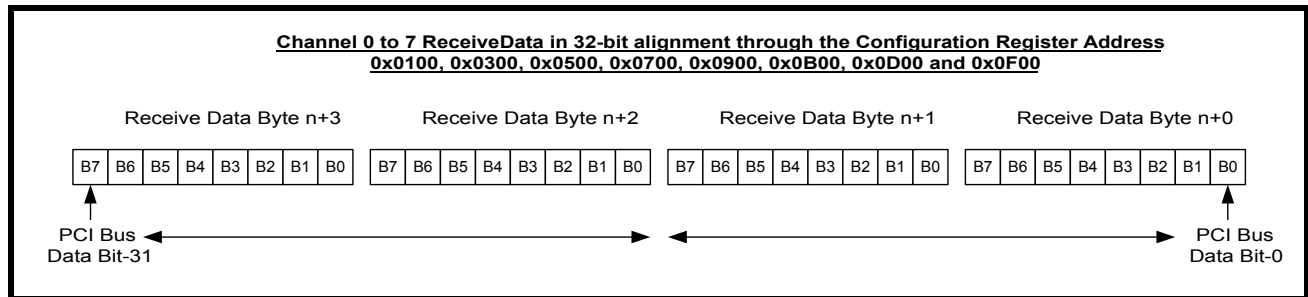 Channel 0 to 7 ReceiveData in 32-bit alignment through the Configuration Register Address
0x0100, 0x0300, 0x0500, 0x0700, 0x0900, 0x0B00, 0x0D00 and 0x0F00
Receive Data Byte n+3 Receive Data Byte n+2 Receive Data Byte n+1 Receive Data Byte n+0
B7 B6 B5 B4 B3 B2 B1 B0 B7 B6 B5 B4 B3 B2 B1 B0 B7 B6 B5 B4 B3 B2 B1 B0 B7 B6 B5 B4 B3 B2 B1 B0
PCI Bus PCI Bus
Data Bit-31 Data Bit-0